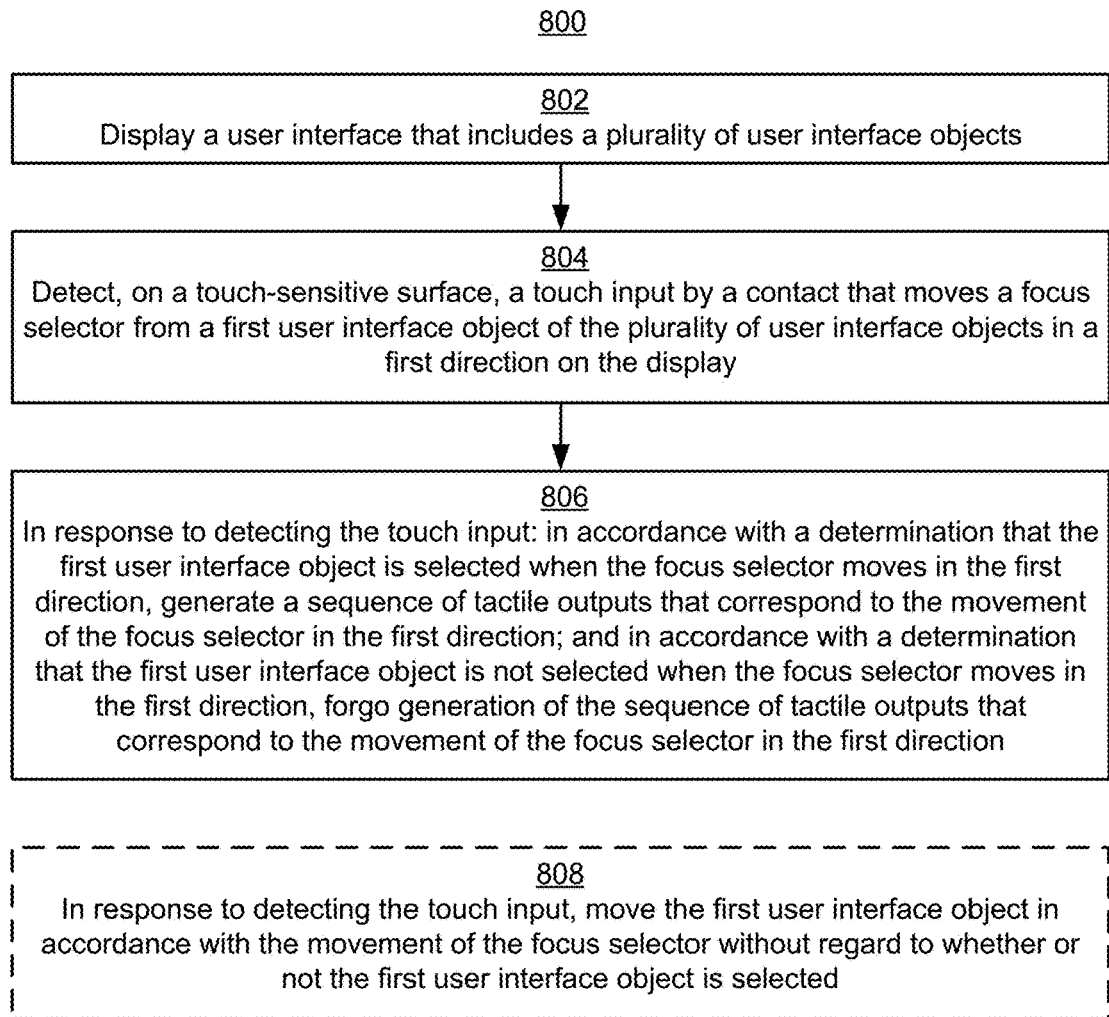 800
802
Display a user interface that includes a plurality of user interface objects
804
Detect, on a touch-sensitive surface, a touch input by a contact that moves a focus
selector from a first user interface object of the plurality of user interface objects in a
first direction on the display
806
In response to detecting the touch input: in accordance with a determination that the
first user interface object is selected when the focus selector moves in the first
direction, generate a sequence of tactile outputs that correspond to the movement
of the focus selector in the first direction; and in accordance with a determination
that the first user interface object is not selected when the focus selector moves in
the first direction, forgo generation of the sequence of tactile outputs that
correspond to the movement of the focus selector in the first direction
808
In response to detecting the touch input, move the first user interface object in
accordance with the movement of the focus selector without regard to whether or
not the first user interface object is selected